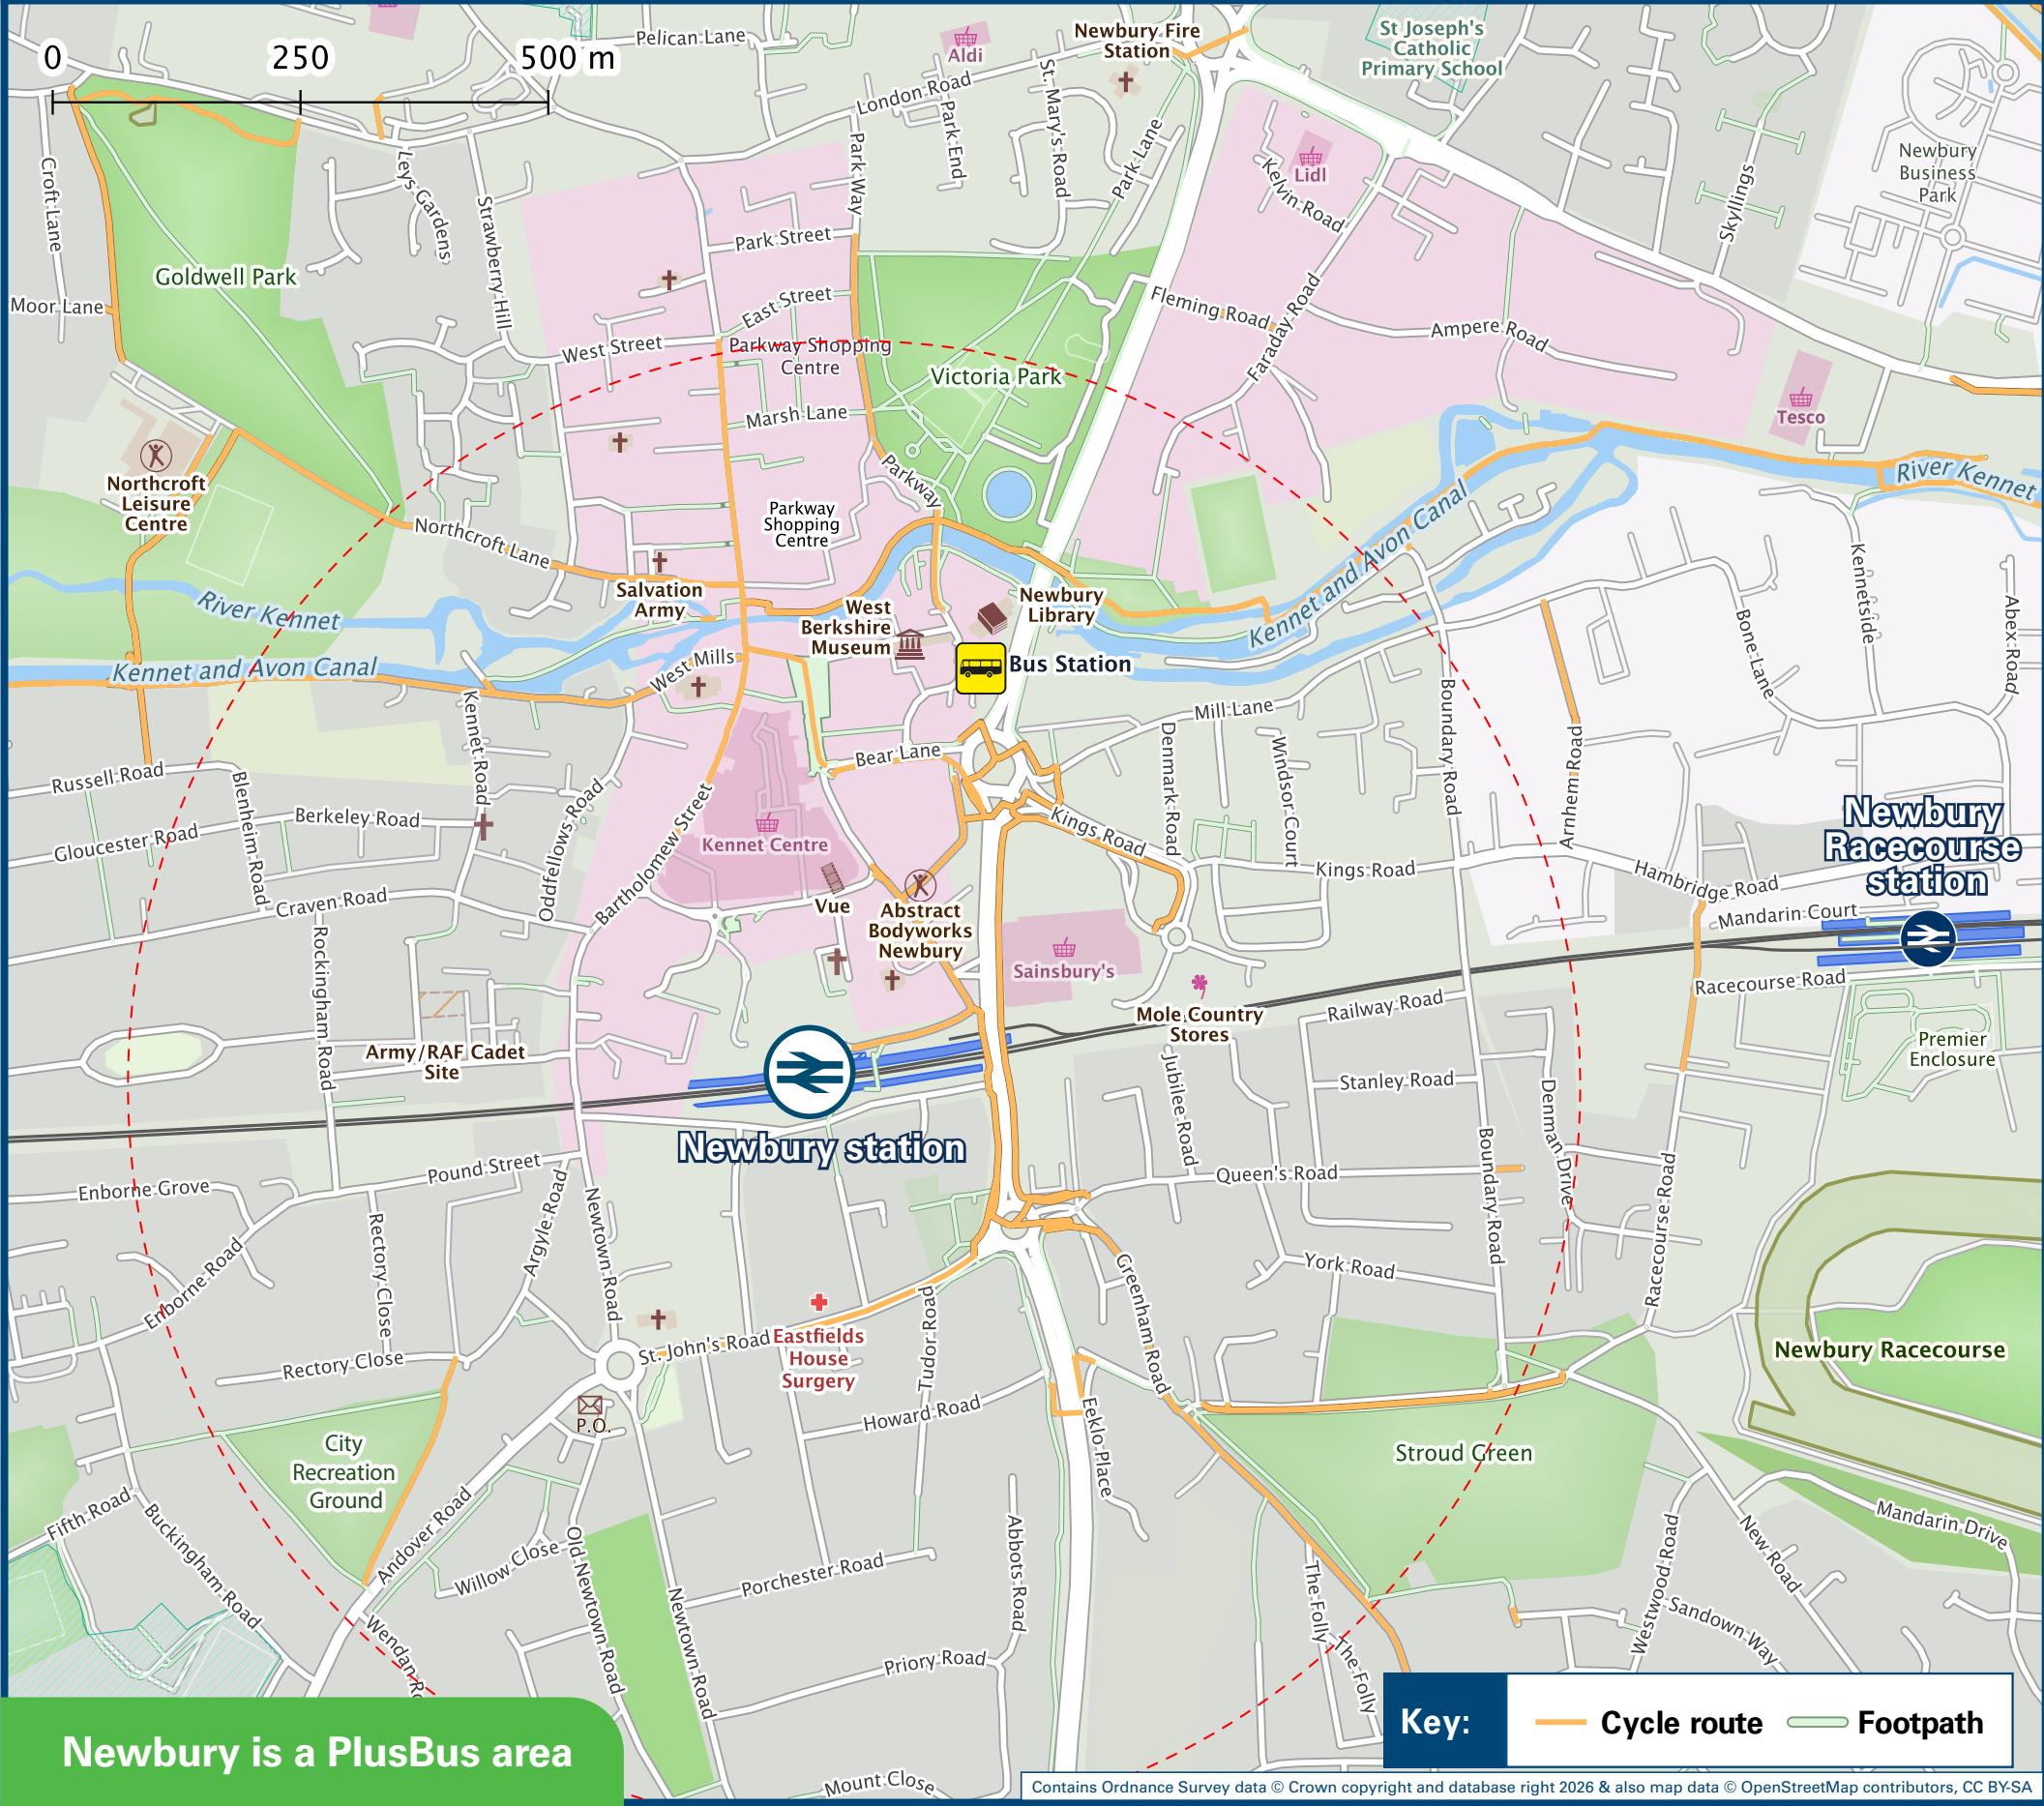 0 250 500 m
Pelican Lane
Aldi
Newbury Fire
Station
St Joseph's
Catholic
Primary School
London Road
Park End
St. Mary's Road
Park Lane
Park Way
Croft Lane
Leys Gardens
Strawberry Hill
Lidl
Kelvin Road
Skyllings
Newbury
Business
Park
Goldwell Park
Moor Lane
Park Street
East Street
West Street
Parkway Shopping
Centre
Victoria Park
Fleming Road
Faraday Road
Ampere Road
Tesco
Marsh Lane
Parkway
Northcroft
Leisure
Centre
Northcroft Lane
Parkway
Shopping
Centre
River Kennet
Kennet and Avon Canal
Salvation
Army
West
Berkshire
Museum
Newbury
Library
Bus Station
Kennetside
Bone Lane
Abex Road
River Kennet
Kennet and Avon Canal
West Mills
Kennet Road
Mill Lane
Bear Lane
Denmark Road
Windsor Court
Boundary Road
Arnhem Road
Russell Road
Blenheim Road
Berkeley Road
Gloucester Road
Oddfellows Road
Bartholomew Street
Kennet Centre
Kings Road
Kings Road
Hambridge Road
Newbury
Racecourse
station
Mandarin Court
Racecourse Road
Craven Road
Rockingham Road
Vue
Abstract
Bodyworks
Newbury
Sainsbury's
Mole Country
Stores
Railway Road
Premier
Enclosure
Army/RAF Cadet
Site
Newbury station
Jubilee Road
Stanley Road
Denman Drive
Boundary Road
Queen's Road
Enborne Grove
Pound Street
Argyle Road
Newtown Road
Rectory Close
Enborne Road
Rectory Close
York Road
Racecourse Road
Greenham Road
St. John's Road
Eastfields
House
Surgery
Tudor Road
Howard Road
Eeklo Place
Newbury Racecourse
P.O.
City
Recreation
Ground
Stroud Green
Fifth Road
Buckingham Road
Andover Road
Willow Close
Old Newtown Road
Newtown Road
Porchester Road
Abbots Road
Priory Road
Wendan Ro
The Folly
The Folly
Westwood Road
New Road
Sandown Way
Mandarin Drive
Mount Close
Key: Cycle route Footpath
Newbury is a PlusBus area
Contains Ordnance Survey data © Crown copyright and database right 2026 & also map data © OpenStreetMap contributors, CC BY-SA